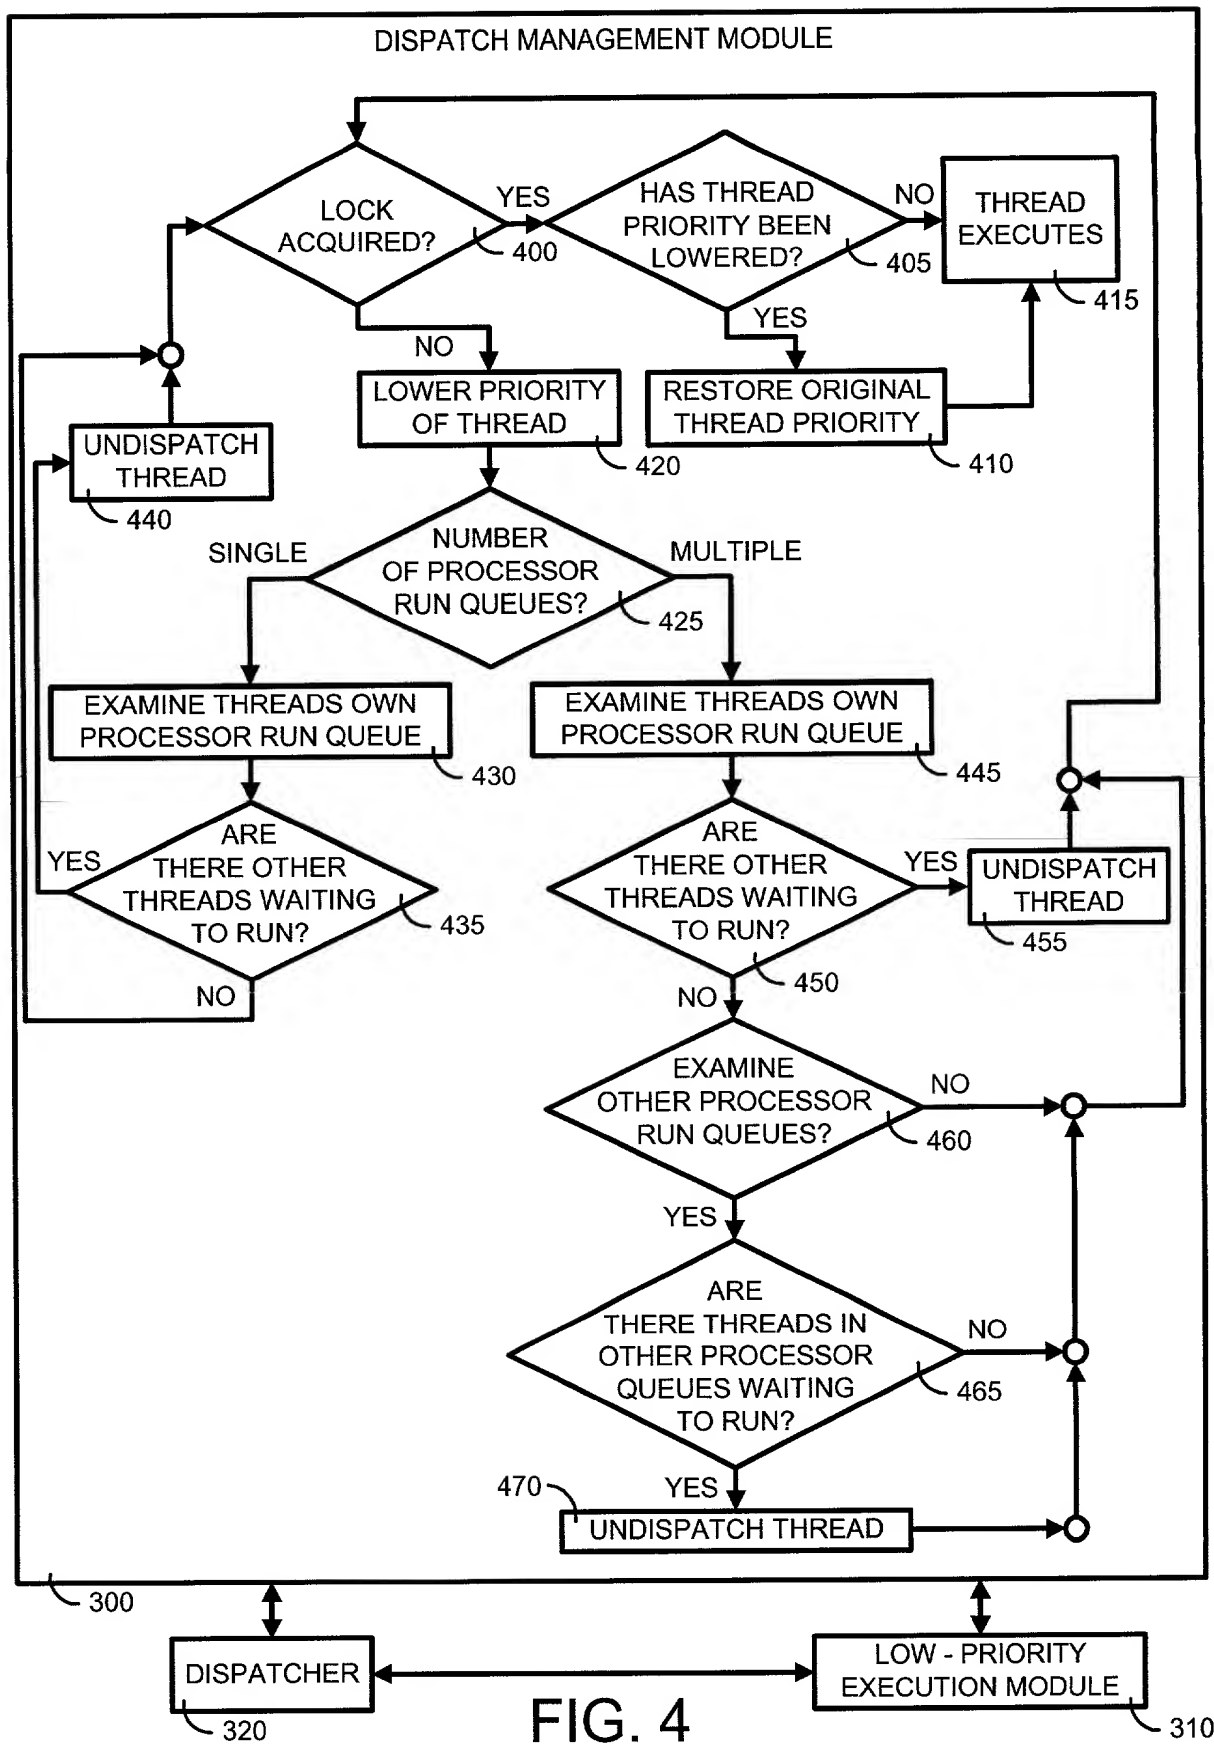 DISPATCH MANAGEMENT MODULE
LOCK
ACQUIRED?
400
YES
HAS THREAD
PRIORITY BEEN
LOWERED?
405
NO
THREAD
EXECUTES
415
NO
YES
LOWER PRIORITY
OF THREAD
420
RESTORE ORIGINAL
THREAD PRIORITY
410
UNDISPATCH
THREAD
440
SINGLE
NUMBER
OF PROCESSOR
RUN QUEUES?
425
MULTIPLE
EXAMINE THREADS OWN
PROCESSOR RUN QUEUE
430
EXAMINE THREADS OWN
PROCESSOR RUN QUEUE
445
YES
ARE
THERE OTHER
THREADS WAITING
TO RUN?
435
NO
ARE
THERE OTHER
THREADS WAITING
TO RUN?
450
YES
UNDISPATCH
THREAD
455
NO
EXAMINE
OTHER PROCESSOR
RUN QUEUES?
460
NO
YES
ARE
THERE THREADS IN
OTHER PROCESSOR
QUEUES WAITING
TO RUN?
465
NO
YES
470
UNDISPATCH THREAD
300
DISPATCHER
320
LOW - PRIORITY
EXECUTION MODULE
310
FIG. 4